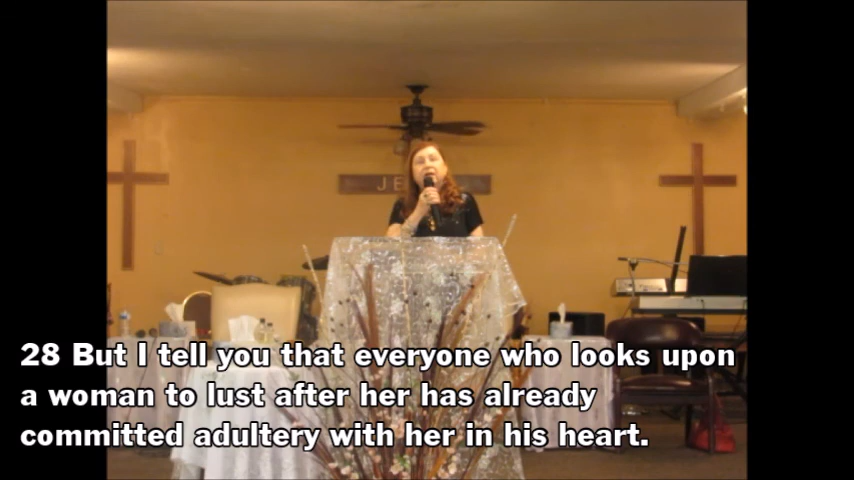 28 But I tell you that everyone who looks upon
a woman to lust after her has already
committed adultery with her in his heart.